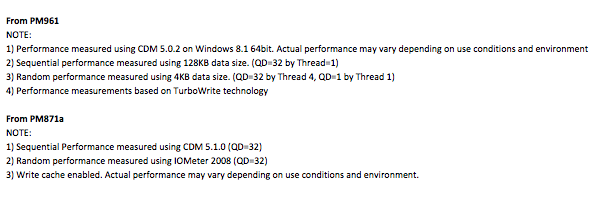 From PM961
NOTE:
1) Performance measured using CDM 5.0.2 on Windows 8.1 64bit. Actual performance may vary depending on use conditions and environment
2) Sequential performance measured using 128KB data size. (QD=32 by Thread=1)
3) Random performance measured using 4KB data size. (QD=32 by Thread 4, QD=1 by Thread 1)
4) Performance measurements based on TurboWrite technology
From PM871a
NOTE:
1) Sequential Performance measured using CDM 5.1.0 (QD=32)
2) Random performance measured using IOMeter 2008 (QD=32)
3) Write cache enabled. Actual performance may vary depending on use conditions and environment.